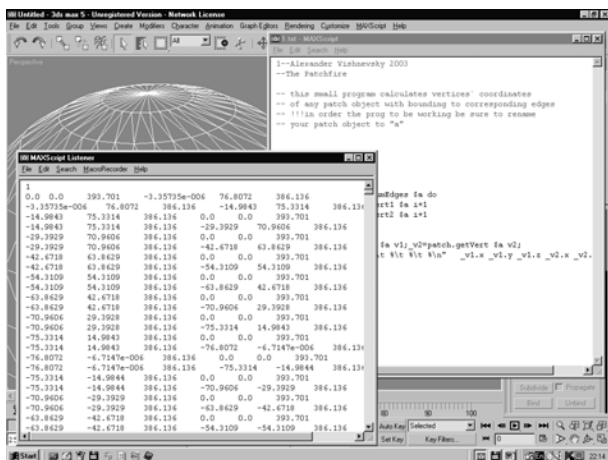 Untitled - 3ds max 5 - Unregistered Version - Network License
File Edit Tools Group Views Create Modifiers Character Animation Graph Editors Rendering Customize MAXScript Help
All
Perspective
1.txt - MAXScript
File Edit Search Help
1--Alexander Vishnevsky 2003
--The Patchfire
-- this small program calculates vertices` coordinates
-- of any patch object with bounding to corresponding edges
-- !!!in order the prog to be working be sure to rename
-- your patch object to "a"
umEdges $a do
ert1 $a i+1
ert2 $a i+1
$a v1;_v2=patch.getVert $a v2;
\t %\t %\t %\n" _v1.x _v1.y _v1.z _v2.x _v2.
MAXScript Listener
File Edit Search MacroRecorder Help
1
0.0 0.0 393.701 -3.35735e-006 76.8072 386.136
-3.35735e-006 76.8072 386.136 -14.9843 75.3314 386.136
-14.9843 75.3314 386.136 0.0 0.0 393.701
-14.9843 75.3314 386.136 -29.3929 70.9606 386.136
-29.3929 70.9606 386.136 0.0 0.0 393.701
-29.3929 70.9606 386.136 -42.6718 63.8629 386.136
-42.6718 63.8629 386.136 0.0 0.0 393.701
-42.6718 63.8629 386.136 -54.3109 54.3109 386.136
-54.3109 54.3109 386.136 0.0 0.0 393.701
-54.3109 54.3109 386.136 -63.8629 42.6718 386.136
-63.8629 42.6718 386.136 0.0 0.0 393.701
-63.8629 42.6718 386.136 -70.9606 29.3928 386.136
-70.9606 29.3928 386.136 0.0 0.0 393.701
-70.9606 29.3928 386.136 -75.3314 14.9843 386.136
-75.3314 14.9843 386.136 0.0 0.0 393.701
-75.3314 14.9843 386.136 -76.8072 -6.7147e-006 386.136
-76.8072 -6.7147e-006 386.136 0.0 0.0 393.701
-76.8072 -6.7147e-006 386.136 -75.3314 -14.9844 386.136
-75.3314 -14.9844 386.136 0.0 0.0 393.701
-75.3314 -14.9844 386.136 -70.9606 -29.3929 386.136
-70.9606 -29.3929 386.136 0.0 0.0 393.701
-70.9606 -29.3929 386.136 -63.8629 -42.6718 386.136
-63.8629 -42.6718 386.136 0.0 0.0 393.701
-63.8629 -42.6718 386.136 -54.3109 -54.3109 386.136
Subdivide Propagate
Bind Unbind
80 90 100
Auto Key Selected
Set Key Key Filters... 0
Start 22:14